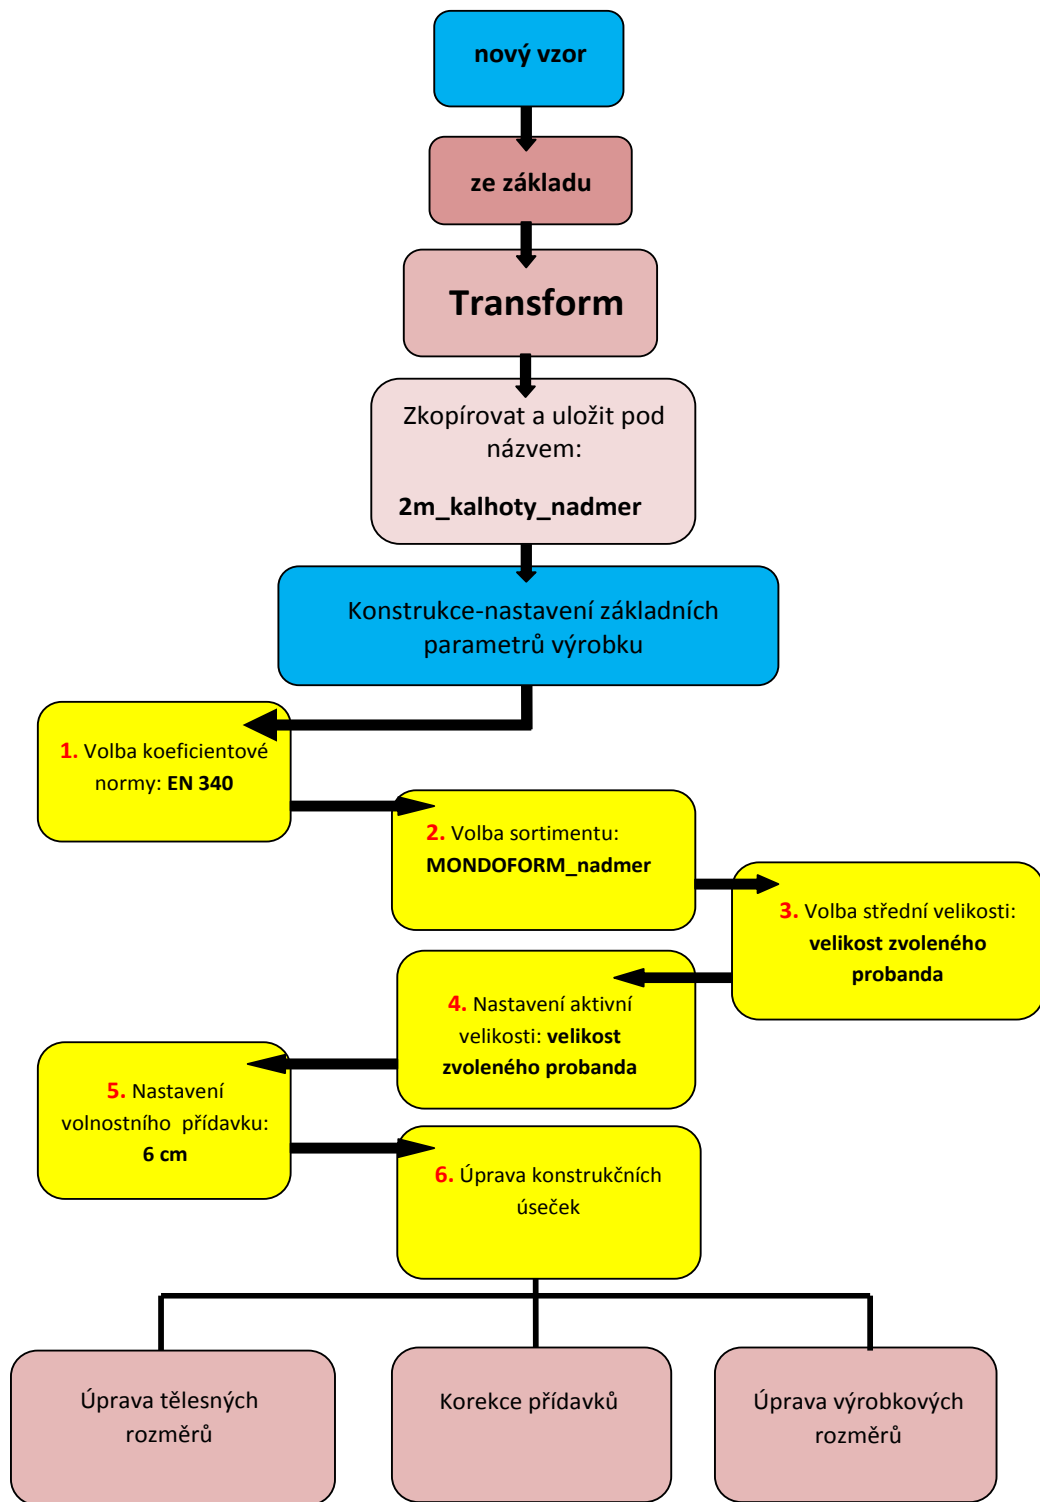 nový vzor
ze základu
Transform
Zkopírovat a uložit pod
názvem:
2m_kalhoty_nadmer
Konstrukce-nastavení základních
parametrů výrobku
1. Volba koeficientové
normy: EN 340
2. Volba sortimentu:
MONDOFORM_nadmer
3. Volba střední velikosti:
velikost zvoleného
probanda
4. Nastavení aktivní
velikosti: velikost
zvoleného probanda
5. Nastavení
volnostního přídavku:
6 cm
6. Úprava konstrukčních
úseček
Úprava tělesných
rozměrů
Korekce přídavků
Úprava výrobkových
rozměrů